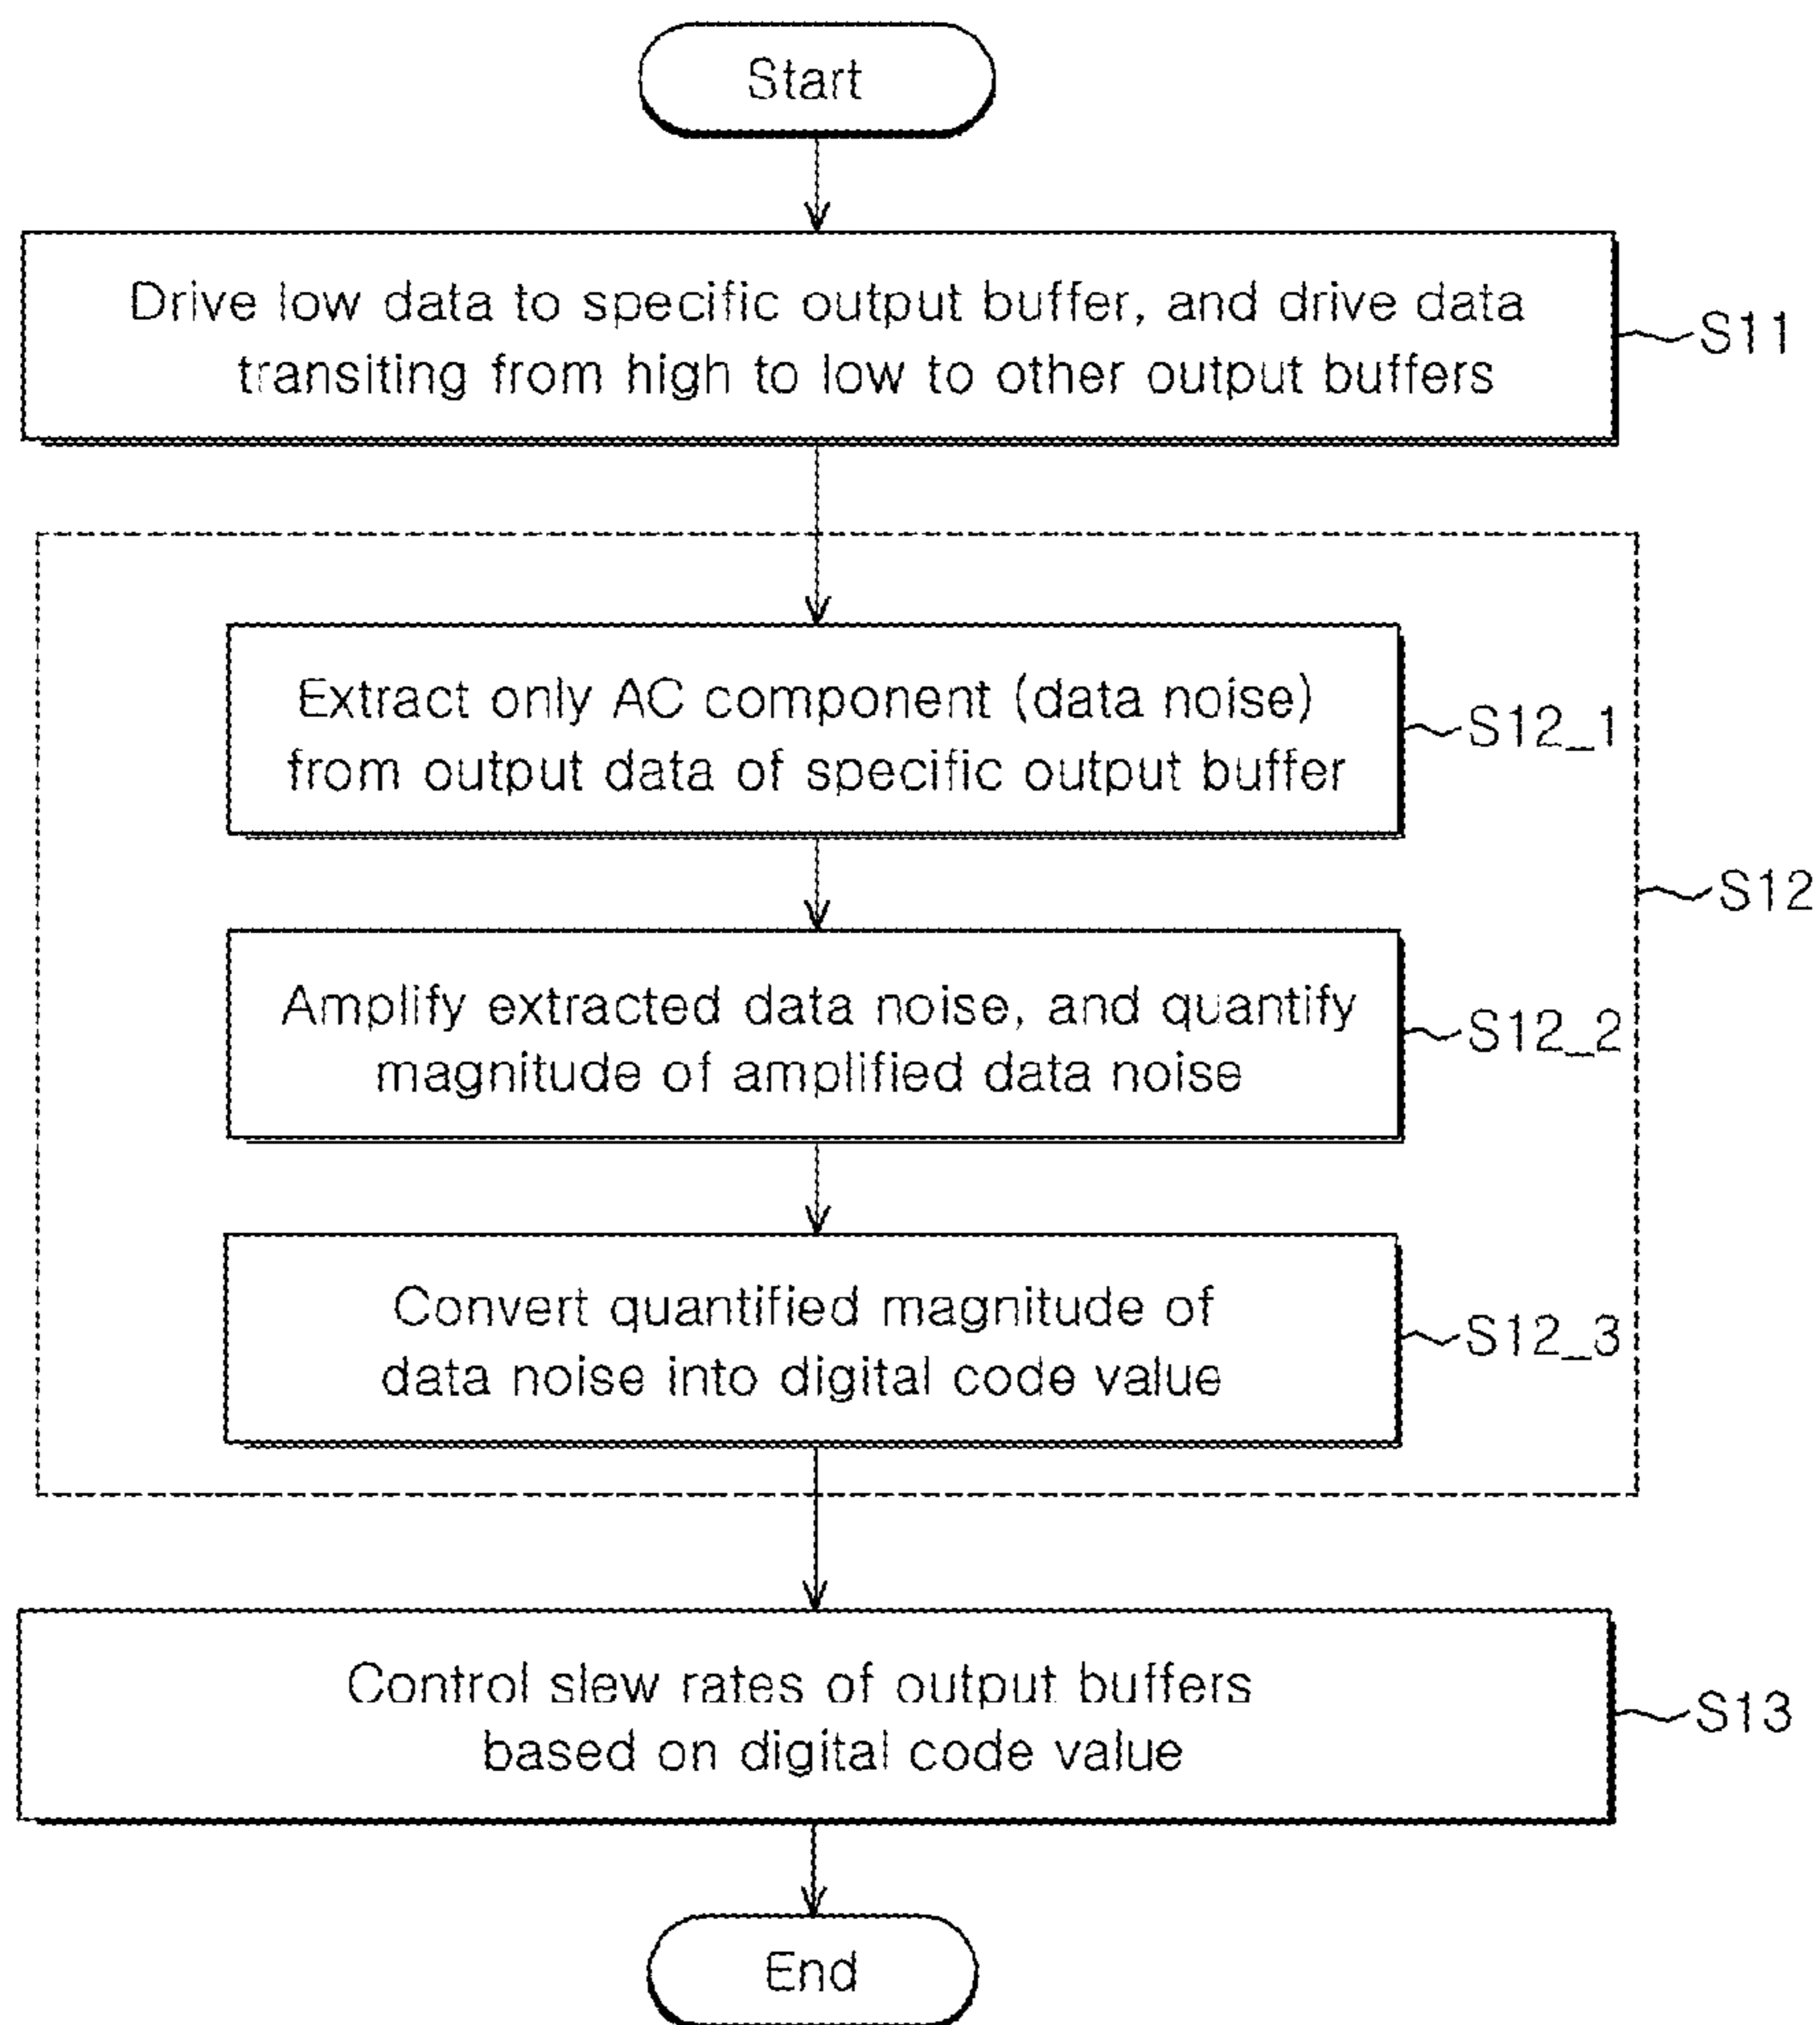 Start
Drive low data to specific output buffer, and drive data
transiting from high to low to other output buffers
S11
Extract only AC component (data noise)
from output data of specific output buffer
S12_1
S12
Amplify extracted data noise, and quantify
magnitude of amplified data noise
S12_2
Convert quantified magnitude of
data noise into digital code value
S12_3
Control slew rates of output buffers
based on digital code value
S13
End